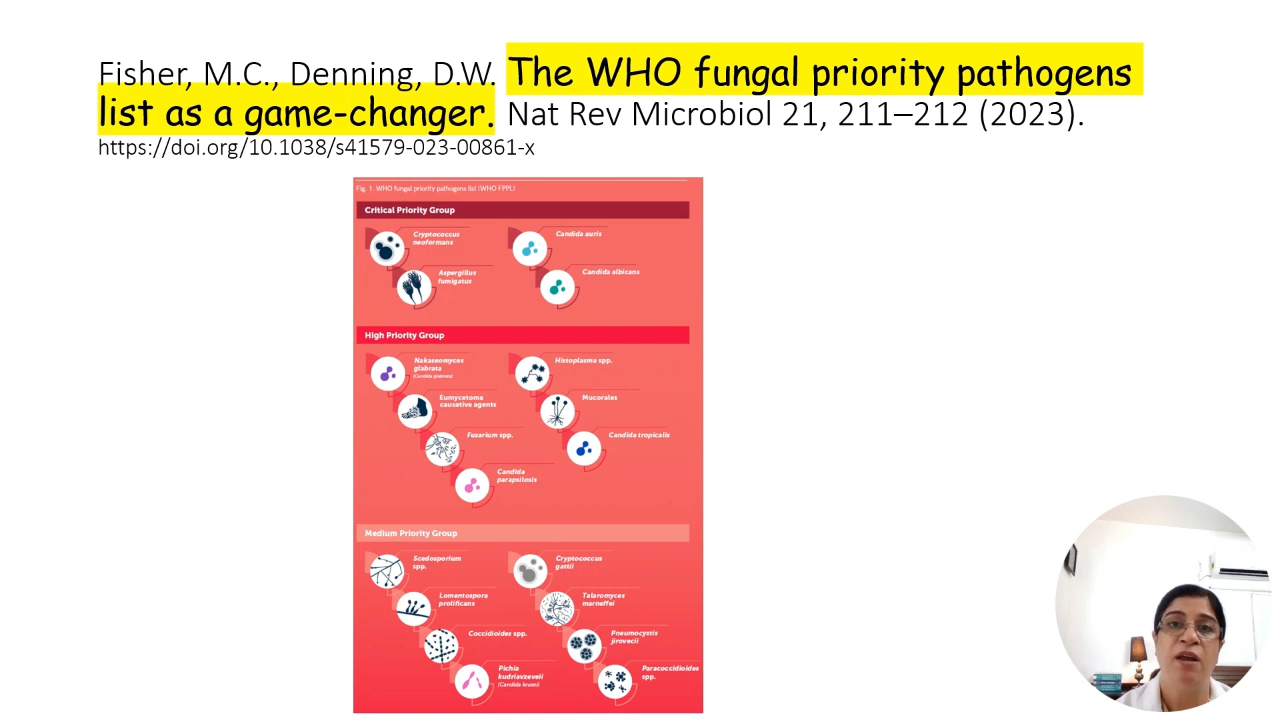 Fisher, M.C., Denning, D.W. The WHO fungal priority pathogens
list as a game-changer. Nat Rev Microbiol 21, 211–212 (2023).
https://doi.org/10.1038/s41579-023-00861-x
Fig. 1. WHO fungal priority pathogens list (WHO FPPL)
Critical Priority Group
Cryptococcus
neoformans
Candida auris
Aspergillus
fumigatus
Candida albicans
High Priority Group
Nakaseomyces
glabrata
(Candida glabrata)
Histoplasma spp.
Eumycetoma
causative agents
Mucorales
Fusarium spp.
Candida tropicalis
Candida
parapsilosis
Medium Priority Group
Scedosporium
spp.
Cryptococcus
gattii
Lomentospora
prolificans
Talaromyces
marneffei
Coccidioides spp.
Pneumocystis
jirovecii
Pichia
kudriavzeveii
(Candida krusei)
Paracoccidioides
spp.